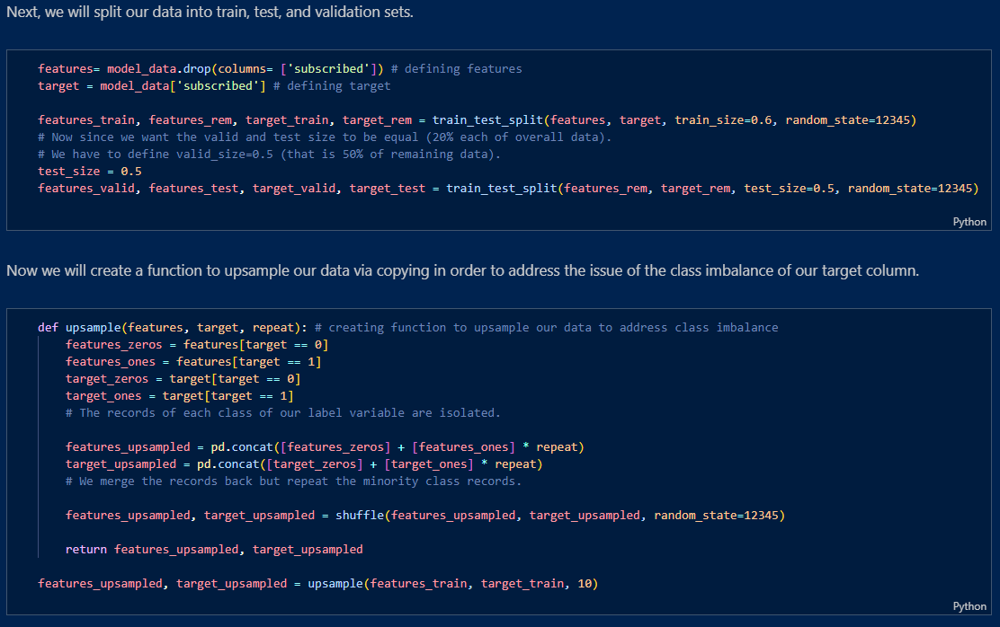 Next, we will split our data into train, test, and validation sets.
features= model_data.drop(columns= ['subscribed']) # defining features
target = model_data['subscribed'] # defining target
features_train, features_rem, target_train, target_rem = train_test_split(features, target, train_size=0.6, random_state=12345)
# Now since we want the valid and test size to be equal (20% each of overall data).
# We have to define valid_size=0.5 (that is 50% of remaining data).
test_size = 0.5
features_valid, features_test, target_valid, target_test = train_test_split(features_rem, target_rem, test_size=0.5, random_state=12345)
Python
Now we will create a function to upsample our data via copying in order to address the issue of the class imbalance of our target column.
def upsample(features, target, repeat): # creating function to upsample our data to address class imbalance
    features_zeros = features[target == 0]
    features_ones = features[target == 1]
    target_zeros = target[target == 0]
    target_ones = target[target == 1]
    # The records of each class of our label variable are isolated.
    features_upsampled = pd.concat([features_zeros] + [features_ones] * repeat)
    target_upsampled = pd.concat([target_zeros] + [target_ones] * repeat)
    # We merge the records back but repeat the minority class records.
    features_upsampled, target_upsampled = shuffle(features_upsampled, target_upsampled, random_state=12345)
    return features_upsampled, target_upsampled
features_upsampled, target_upsampled = upsample(features_train, target_train, 10)
Python